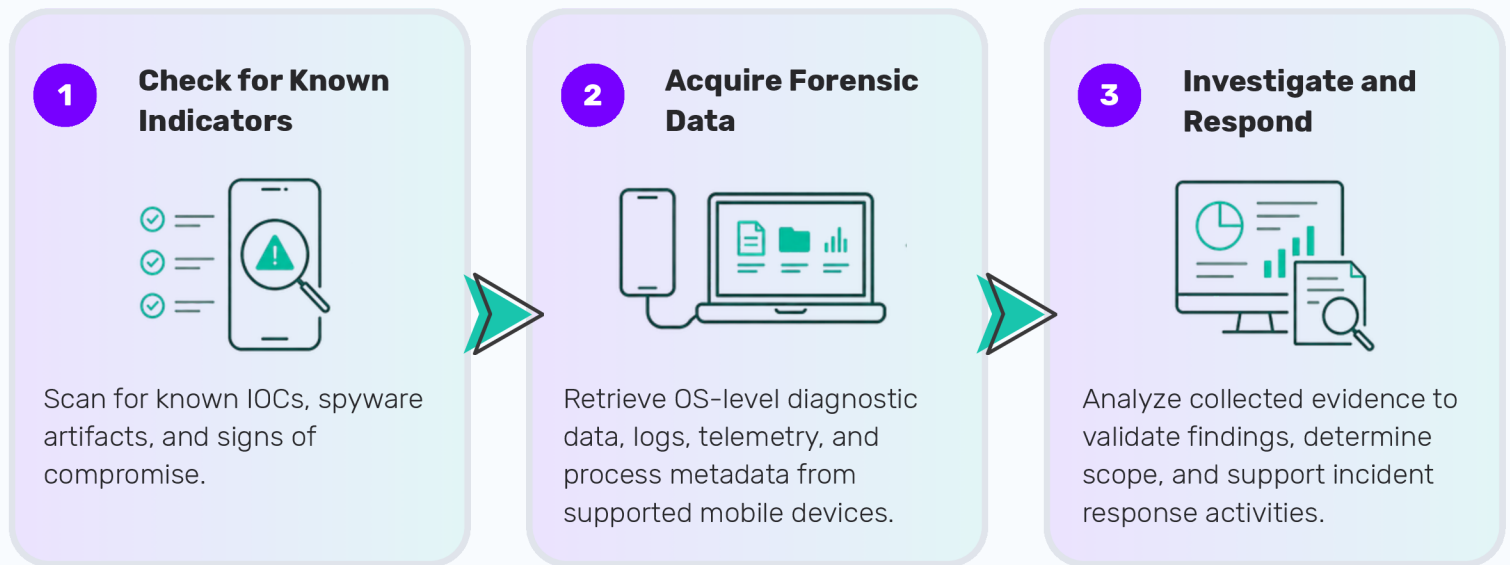 1
Check for Known
Indicators
Scan for known IOCs, spyware
artifacts, and signs of
compromise.
2
Acquire Forensic
Data
Retrieve OS-level diagnostic
data, logs, telemetry, and
process metadata from
supported mobile devices.
3
Investigate and
Respond
Analyze collected evidence to
validate findings, determine
scope, and support incident
response activities.